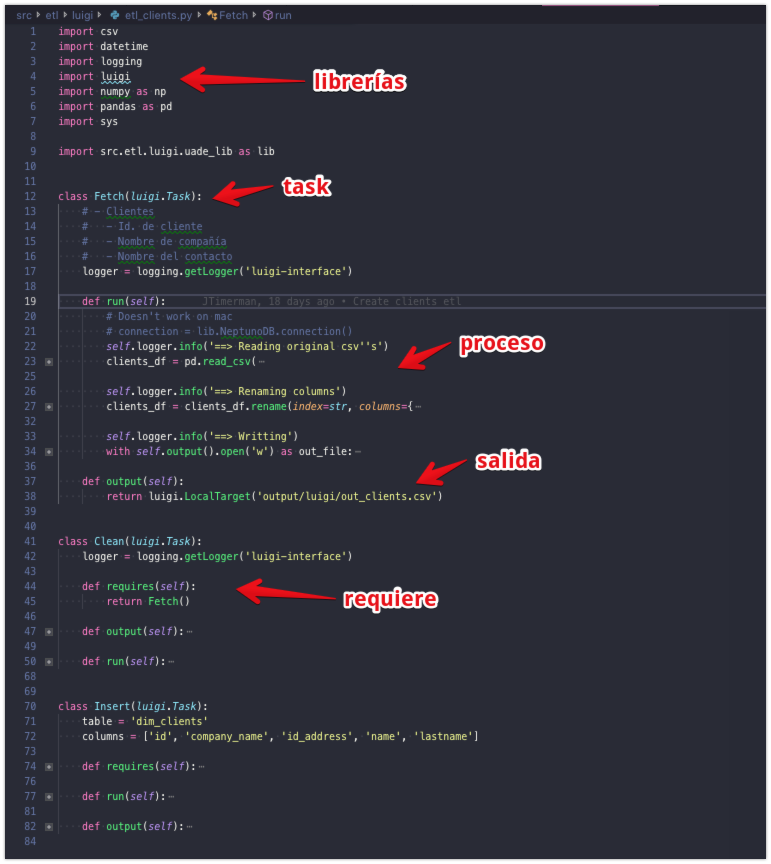 src etl luigi etl_clients.py Fetch run
1 import csv
2 import datetime
3 import logging
4 import luigi
librerías
5 import numpy as np
6 import pandas as pd
7 import sys
8
9 import src.etl.luigi.uade_lib as lib
10
11
12 class Fetch(luigi.Task):
task
13 # - Clientes
14 # - Id. de cliente
15 # - Nombre de compañía
16 # - Nombre del contacto
17 logger = logging.getLogger('luigi-interface')
18
19 def run(self): JTimerman, 18 days ago • Create clients etl
20 # Doesn't work on mac
21 # connection = lib.NeptunoDB.connection()
22 self.logger.info('==> Reading original csv''s')
proceso
23 clients_df = pd.read_csv(…
25
26 self.logger.info('==> Renaming columns')
27 clients_df = clients_df.rename(index=str, columns={…
32
33 self.logger.info('==> Writting')
34 with self.output().open('w') as out_file:…
36
salida
37 def output(self):
38 return luigi.LocalTarget('output/luigi/out_clients.csv')
39
40
41 class Clean(luigi.Task):
42 logger = logging.getLogger('luigi-interface')
43
44 def requires(self):
45 return Fetch()
requiere
46
47 def output(self):…
49
50 def run(self):…
68
69
70 class Insert(luigi.Task):
71 table = 'dim_clients'
72 columns = ['id', 'company_name', 'id_address', 'name', 'lastname']
73
74 def requires(self):…
76
77 def run(self):…
81
82 def output(self):…
84